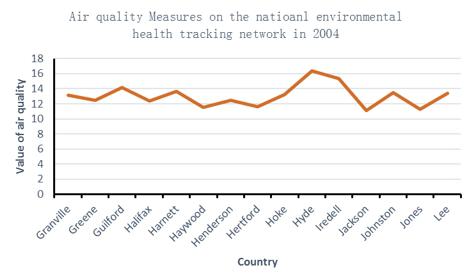 Air quality Measures on the natioanl environmental
health tracking network in 2004
Value of air quality
18
16
14
12
10
8
6
4
2
0
Granville
Greene
Guilford
Halifax
Harnett
Haywood
Henderson
Hertford
Hoke
Hyde
Iredell
Jackson
Johnston
Jones
Lee
Country